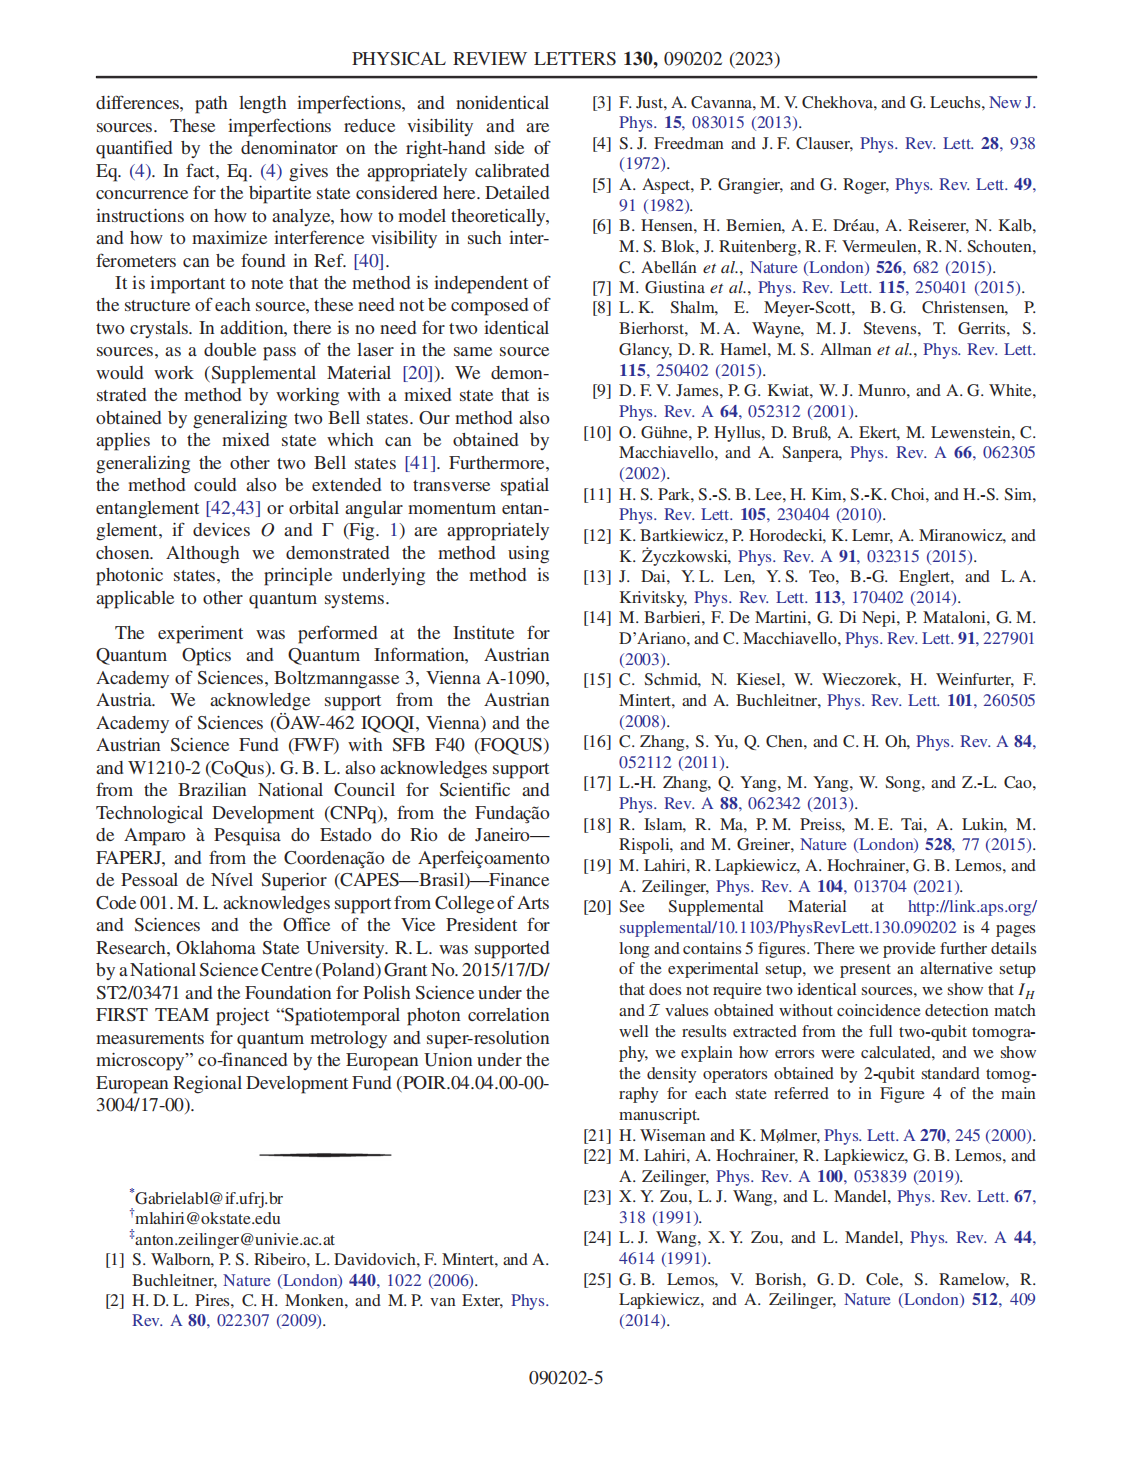 PHYSICAL REVIEW LETTERS 130, 090202 (2023)
differences, path length imperfections, and nonidentical
sources. These imperfections reduce visibility and are
quantified by the denominator on the right-hand side of
Eq. (4). In fact, Eq. (4) gives the appropriately calibrated
concurrence for the bipartite state considered here. Detailed
instructions on how to analyze, how to model theoretically,
and how to maximize interference visibility in such inter-
ferometers can be found in Ref. [40].
It is important to note that the method is independent of
the structure of each source, these need not be composed of
two crystals. In addition, there is no need for two identical
sources, as a double pass of the laser in the same source
would work (Supplemental Material [20]). We demon-
strated the method by working with a mixed state that is
obtained by generalizing two Bell states. Our method also
applies to the mixed state which can be obtained by
generalizing the other two Bell states [41]. Furthermore,
the method could also be extended to transverse spatial
entanglement [42,43] or orbital angular momentum entan-
glement, if devices O and Γ (Fig. 1) are appropriately
chosen. Although we demonstrated the method using
photonic states, the principle underlying the method is
applicable to other quantum systems.
The experiment was performed at the Institute for
Quantum Optics and Quantum Information, Austrian
Academy of Sciences, Boltzmanngasse 3, Vienna A-1090,
Austria. We acknowledge support from the Austrian
Academy of Sciences (ÖAW-462 IQOQI, Vienna) and the
Austrian Science Fund (FWF) with SFB F40 (FOQUS)
and W1210-2 (CoQus). G. B. L. also acknowledges support
from the Brazilian National Council for Scientific and
Technological Development (CNPq), from the Fundação
de Amparo à Pesquisa do Estado do Rio de Janeiro—
FAPERJ, and from the Coordenação de Aperfeiçoamento
de Pessoal de Nível Superior (CAPES—Brasil)—Finance
Code 001. M. L. acknowledges support from College of Arts
and Sciences and the Office of the Vice President for
Research, Oklahoma State University. R. L. was supported
by a National Science Centre (Poland) Grant No. 2015/17/D/
ST2/03471 and the Foundation for Polish Science under the
FIRST TEAM project “Spatiotemporal photon correlation
measurements for quantum metrology and super-resolution
microscopy” co-financed by the European Union under the
European Regional Development Fund (POIR.04.04.00-00-
3004/17-00).
*Gabrielabl@if.ufrj.br
†mlahiri@okstate.edu
‡anton.zeilinger@univie.ac.at
[1] S. Walborn, P. S. Ribeiro, L. Davidovich, F. Mintert, and A.
Buchleitner, Nature (London) 440, 1022 (2006).
[2] H. D. L. Pires, C. H. Monken, and M. P. van Exter, Phys.
Rev. A 80, 022307 (2009).
[3] F. Just, A. Cavanna, M. V. Chekhova, and G. Leuchs, New J.
Phys. 15, 083015 (2013).
[4] S. J. Freedman and J. F. Clauser, Phys. Rev. Lett. 28, 938
(1972).
[5] A. Aspect, P. Grangier, and G. Roger, Phys. Rev. Lett. 49,
91 (1982).
[6] B. Hensen, H. Bernien, A. E. Dréau, A. Reiserer, N. Kalb,
M. S. Blok, J. Ruitenberg, R. F. Vermeulen, R. N. Schouten,
C. Abellán et al., Nature (London) 526, 682 (2015).
[7] M. Giustina et al., Phys. Rev. Lett. 115, 250401 (2015).
[8] L. K. Shalm, E. Meyer-Scott, B. G. Christensen, P.
Bierhorst, M. A. Wayne, M. J. Stevens, T. Gerrits, S.
Glancy, D. R. Hamel, M. S. Allman et al., Phys. Rev. Lett.
115, 250402 (2015).
[9] D. F. V. James, P. G. Kwiat, W. J. Munro, and A. G. White,
Phys. Rev. A 64, 052312 (2001).
[10] O. Gühne, P. Hyllus, D. Bruß, A. Ekert, M. Lewenstein, C.
Macchiavello, and A. Sanpera, Phys. Rev. A 66, 062305
(2002).
[11] H. S. Park, S.-S. B. Lee, H. Kim, S.-K. Choi, and H.-S. Sim,
Phys. Rev. Lett. 105, 230404 (2010).
[12] K. Bartkiewicz, P. Horodecki, K. Lemr, A. Miranowicz, and
K. Życzkowski, Phys. Rev. A 91, 032315 (2015).
[13] J. Dai, Y. L. Len, Y. S. Teo, B.-G. Englert, and L. A.
Krivitsky, Phys. Rev. Lett. 113, 170402 (2014).
[14] M. Barbieri, F. De Martini, G. Di Nepi, P. Mataloni, G. M.
D’Ariano, and C. Macchiavello, Phys. Rev. Lett. 91, 227901
(2003).
[15] C. Schmid, N. Kiesel, W. Wieczorek, H. Weinfurter, F.
Mintert, and A. Buchleitner, Phys. Rev. Lett. 101, 260505
(2008).
[16] C. Zhang, S. Yu, Q. Chen, and C. H. Oh, Phys. Rev. A 84,
052112 (2011).
[17] L.-H. Zhang, Q. Yang, M. Yang, W. Song, and Z.-L. Cao,
Phys. Rev. A 88, 062342 (2013).
[18] R. Islam, R. Ma, P. M. Preiss, M. E. Tai, A. Lukin, M.
Rispoli, and M. Greiner, Nature (London) 528, 77 (2015).
[19] M. Lahiri, R. Lapkiewicz, A. Hochrainer, G. B. Lemos, and
A. Zeilinger, Phys. Rev. A 104, 013704 (2021).
[20] See Supplemental Material at http://link.aps.org/
supplemental/10.1103/PhysRevLett.130.090202 is 4 pages
long and contains 5 figures. There we provide further details
of the experimental setup, we present an alternative setup
that does not require two identical sources, we show that I_H
and ℐ values obtained without coincidence detection match
well the results extracted from the full two-qubit tomogra-
phy, we explain how errors were calculated, and we show
the density operators obtained by 2-qubit standard tomog-
raphy for each state referred to in Figure 4 of the main
manuscript.
[21] H. Wiseman and K. Mølmer, Phys. Lett. A 270, 245 (2000).
[22] M. Lahiri, A. Hochrainer, R. Lapkiewicz, G. B. Lemos, and
A. Zeilinger, Phys. Rev. A 100, 053839 (2019).
[23] X. Y. Zou, L. J. Wang, and L. Mandel, Phys. Rev. Lett. 67,
318 (1991).
[24] L. J. Wang, X. Y. Zou, and L. Mandel, Phys. Rev. A 44,
4614 (1991).
[25] G. B. Lemos, V. Borish, G. D. Cole, S. Ramelow, R.
Lapkiewicz, and A. Zeilinger, Nature (London) 512, 409
(2014).
090202-5